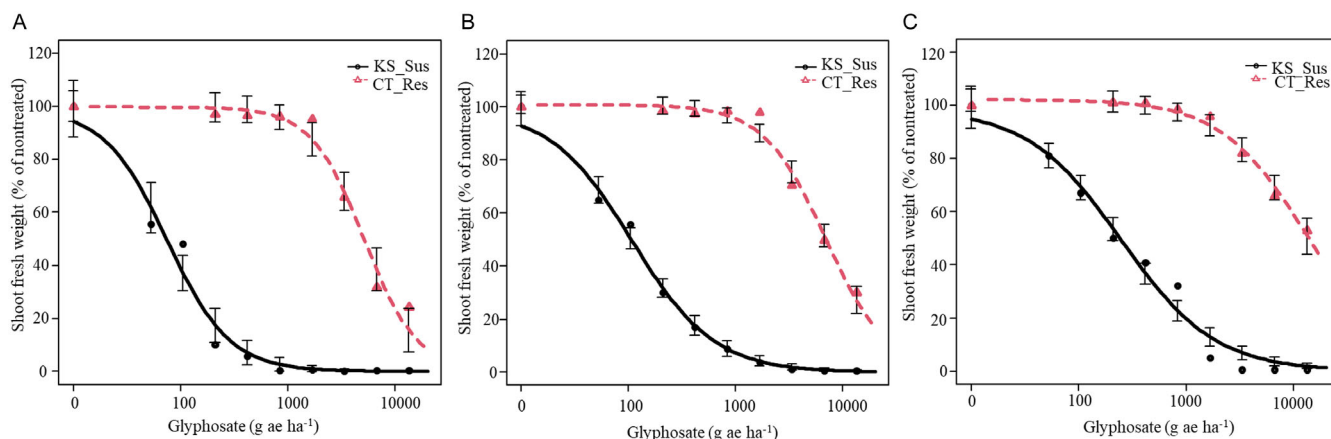 A
120
100
80
60
40
20
0
Shoot fresh weight (% of nontreated)
KS_Sus
CT_Res
0
100
1000
10000
Glyphosate (g ae ha⁻¹)
B
120
100
80
60
40
20
0
Shoot fresh weight (% of nontreated)
KS_Sus
CT_Res
0
100
1000
10000
Glyphosate (g ae ha⁻¹)
C
120
100
80
60
40
20
0
Shoot fresh weight (% of nontreated)
KS_Sus
CT_Res
0
100
1000
10000
Glyphosate (g ae ha⁻¹)